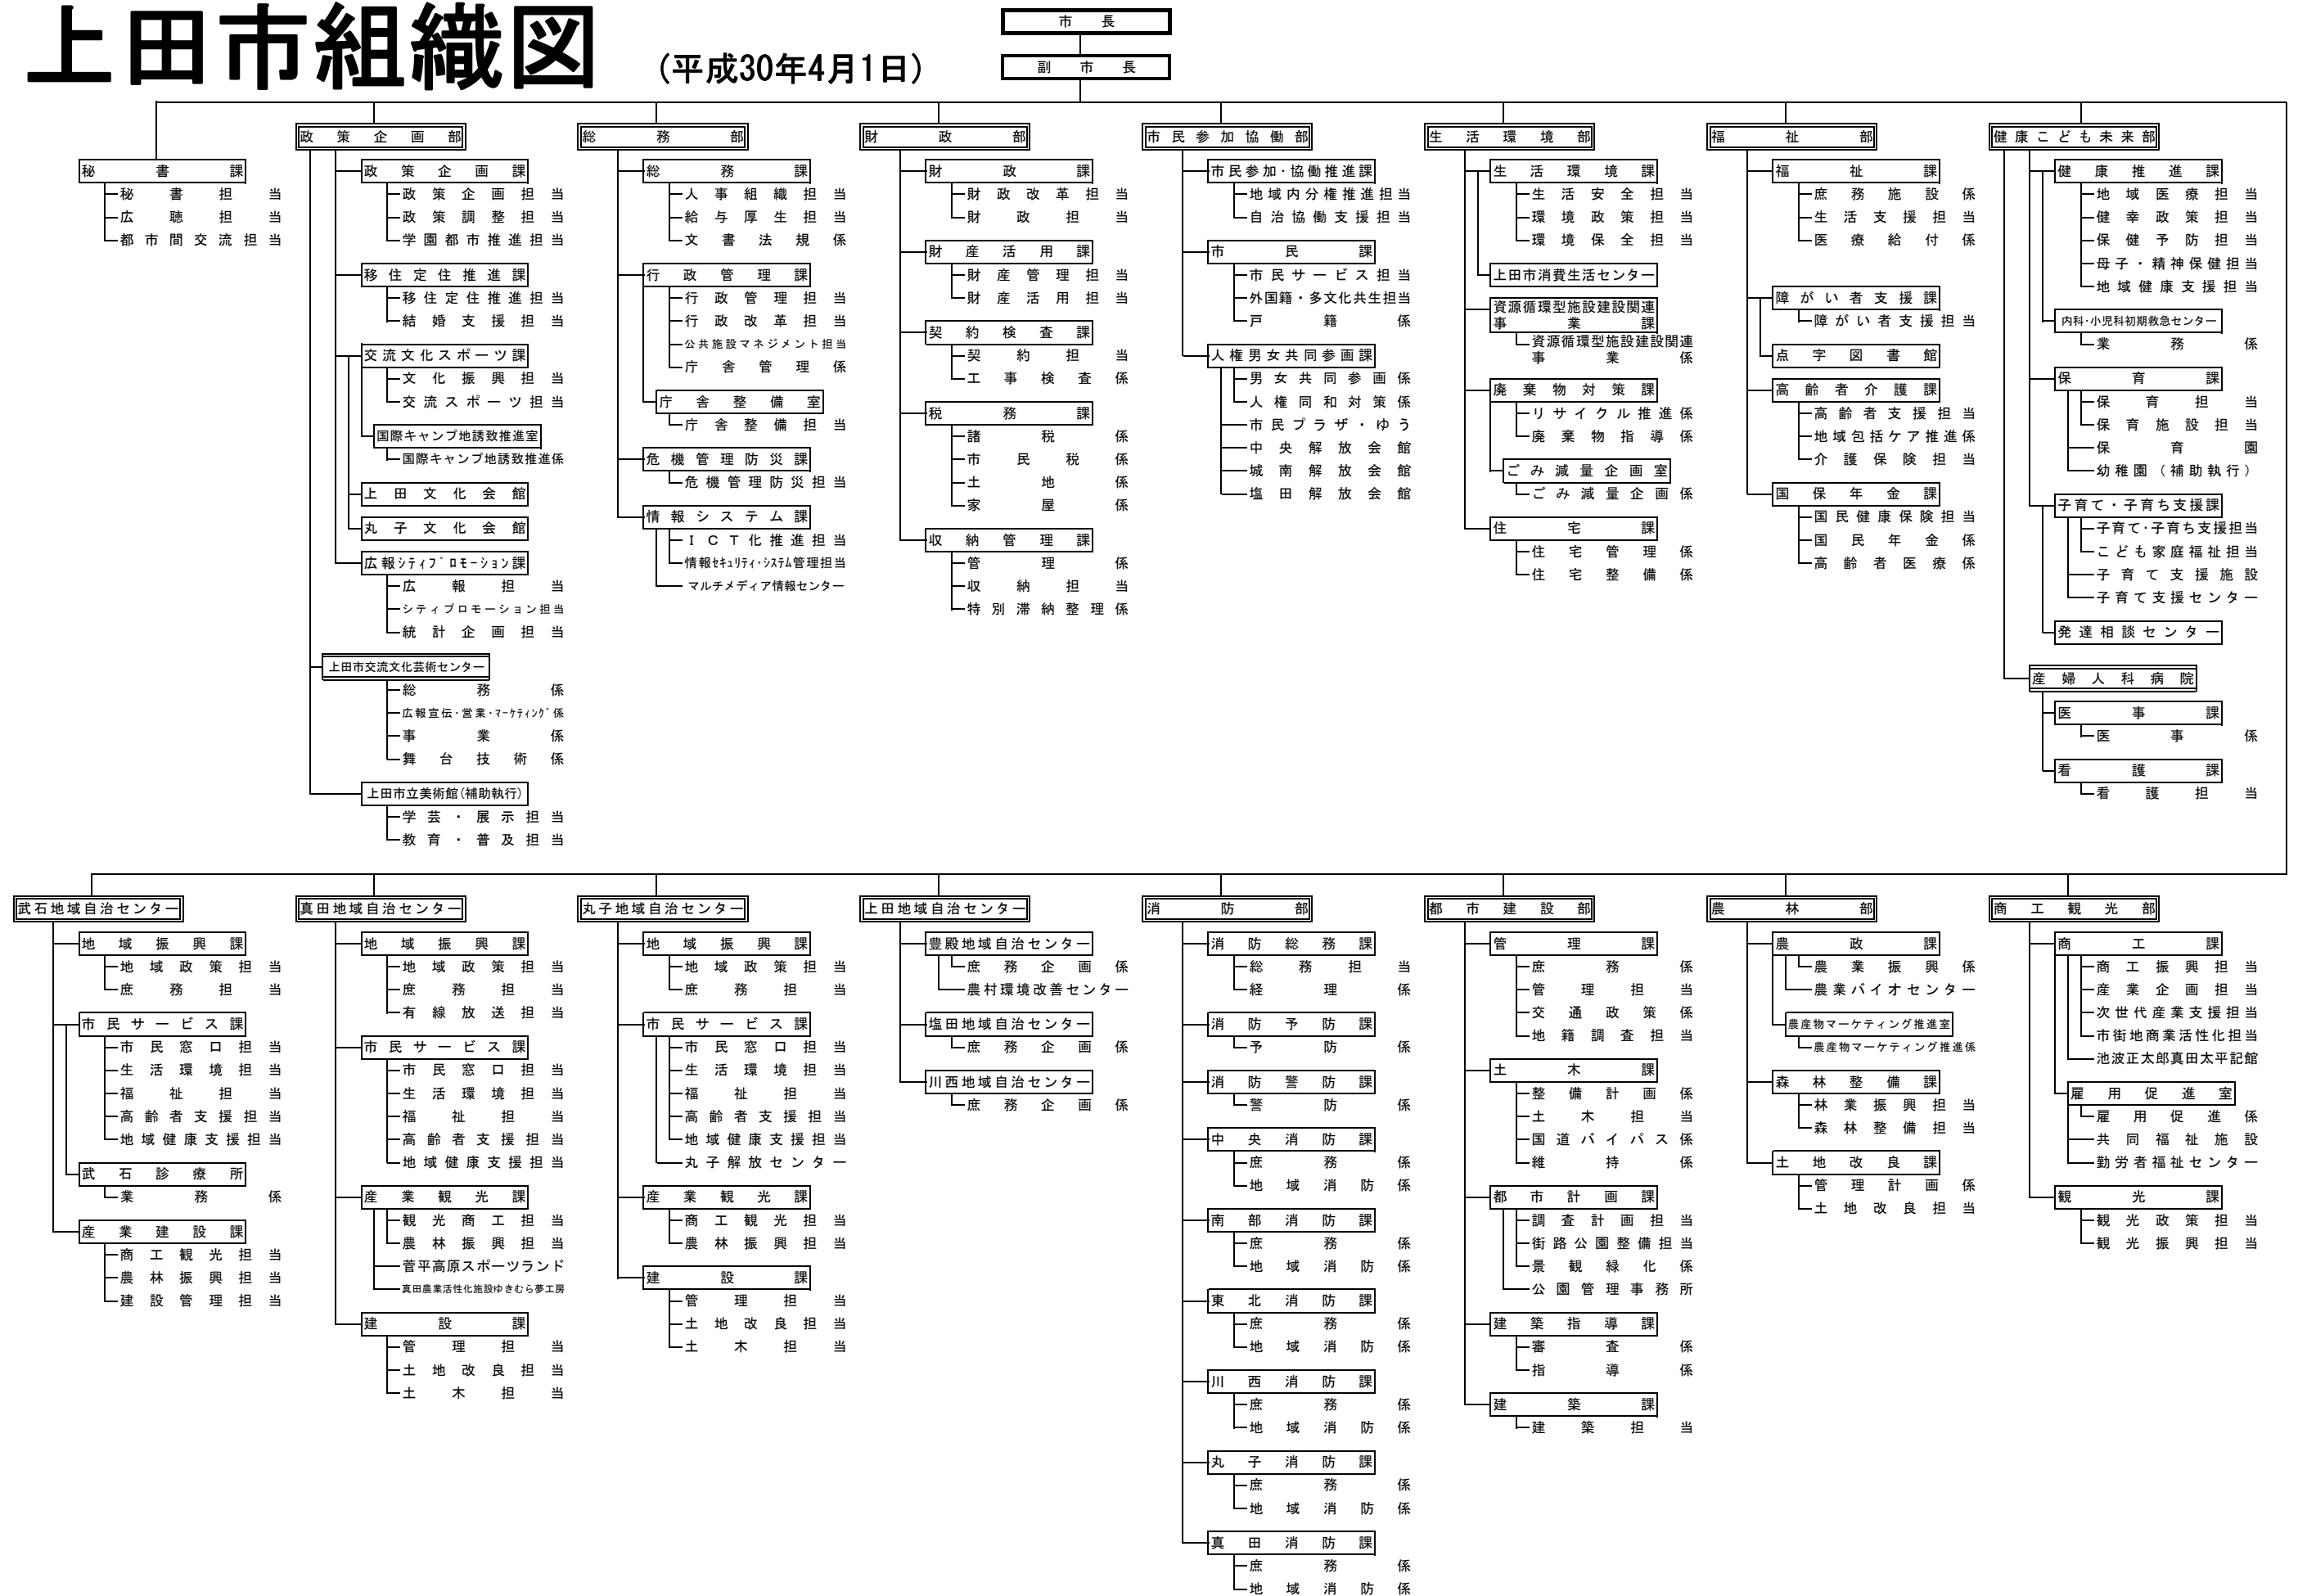 上田市組織図
（平成30年4月1日）
市長
副市長
秘書課
秘書担当
広聴担当
都市間交流担当
政策企画部
政策企画課
政策企画担当
政策調整担当
学園都市推進担当
移住定住推進課
移住定住推進担当
結婚支援担当
交流文化スポーツ課
文化振興担当
交流スポーツ担当
国際キャンプ地誘致推進室
国際キャンプ地誘致推進係
上田文化会館
丸子文化会館
広報ｼﾃｨﾌﾟﾛﾓｰｼｮﾝ課
広報担当
シティプロモーション担当
統計企画担当
上田市交流文化芸術センター
総務係
広報宣伝・営業・ﾏｰｹﾃｨﾝｸﾞ係
事業係
舞台技術係
上田市立美術館(補助執行)
学芸・展示担当
教育・普及担当
総務部
総務課
人事組織担当
給与厚生担当
文書法規係
行政管理課
行政管理担当
行政改革担当
公共施設マネジメント担当
庁舎管理係
庁舎整備室
庁舎整備担当
危機管理防災課
危機管理防災担当
情報システム課
ＩＣＴ化推進担当
情報ｾｷｭﾘﾃｨ･ｼｽﾃﾑ管理担当
マルチメディア情報センター
財政部
財政課
財政改革担当
財政担当
財産活用課
財産管理担当
財産活用担当
契約検査課
契約担当
工事検査係
税務課
諸税係
市民税係
土地係
家屋係
収納管理課
管理係
収納担当
特別滞納整理係
市民参加協働部
市民参加･協働推進課
地域内分権推進担当
自治協働支援担当
市民課
市民サービス担当
外国籍・多文化共生担当
戸籍係
人権男女共同参画課
男女共同参画係
人権同和対策係
市民プラザ・ゆう
中央解放会館
城南解放会館
塩田解放会館
生活環境部
生活環境課
生活安全担当
環境政策担当
環境保全担当
上田市消費生活センター
資源循環型施設建設関連
事業課
資源循環型施設建設関連
事業係
廃棄物対策課
リサイクル推進係
廃棄物指導係
ごみ減量企画室
ごみ減量企画係
住宅課
住宅管理係
住宅整備係
福祉部
福祉課
庶務施設係
生活支援担当
医療給付係
障がい者支援課
障がい者支援担当
点字図書館
高齢者介護課
高齢者支援担当
地域包括ケア推進係
介護保険担当
国保年金課
国民健康保険担当
国民年金係
高齢者医療係
健康こども未来部
健康推進課
地域医療担当
健幸政策担当
保健予防担当
母子・精神保健担当
地域健康支援担当
内科･小児科初期救急センター
業務係
保育課
保育担当
保育施設担当
保育園
幼稚園（補助執行）
子育て・子育ち支援課
子育て･子育ち支援担当
こども家庭福祉担当
子育て支援施設
子育て支援センター
発達相談センター
産婦人科病院
医事課
医事係
看護課
看護担当
武石地域自治センター
地域振興課
地域政策担当
庶務担当
市民サービス課
市民窓口担当
生活環境担当
福祉担当
高齢者支援担当
地域健康支援担当
武石診療所
業務係
産業建設課
商工観光担当
農林振興担当
建設管理担当
真田地域自治センター
地域振興課
地域政策担当
庶務担当
有線放送担当
市民サービス課
市民窓口担当
生活環境担当
福祉担当
高齢者支援担当
地域健康支援担当
産業観光課
観光商工担当
農林振興担当
菅平高原スポーツランド
真田農業活性化施設ゆきむら夢工房
建設課
管理担当
土地改良担当
土木担当
丸子地域自治センター
地域振興課
地域政策担当
庶務担当
市民サービス課
市民窓口担当
生活環境担当
福祉担当
高齢者支援担当
地域健康支援担当
丸子解放センター
産業観光課
商工観光担当
農林振興担当
建設課
管理担当
土地改良担当
土木担当
上田地域自治センター
豊殿地域自治センター
庶務企画係
農村環境改善センター
塩田地域自治センター
庶務企画係
川西地域自治センター
庶務企画係
消防部
消防総務課
総務担当
経理係
消防予防課
予防係
消防警防課
警防係
中央消防課
庶務係
地域消防係
南部消防課
庶務係
地域消防係
東北消防課
庶務係
地域消防係
川西消防課
庶務係
地域消防係
丸子消防課
庶務係
地域消防係
真田消防課
庶務係
地域消防係
都市建設部
管理課
庶務係
管理担当
交通政策係
地籍調査担当
土木課
整備計画係
土木担当
国道バイパス係
維持係
都市計画課
調査計画担当
街路公園整備担当
景観緑化係
公園管理事務所
建築指導課
審査係
指導係
建築課
建築担当
農林部
農政課
農業振興係
農業バイオセンター
農産物マーケティング推進室
農産物マーケティング推進係
森林整備課
林業振興担当
森林整備担当
土地改良課
管理計画係
土地改良担当
商工観光部
商工課
商工振興担当
産業企画担当
次世代産業支援担当
市街地商業活性化担当
池波正太郎真田太平記館
雇用促進室
雇用促進係
共同福祉施設
勤労者福祉センター
観光課
観光政策担当
観光振興担当